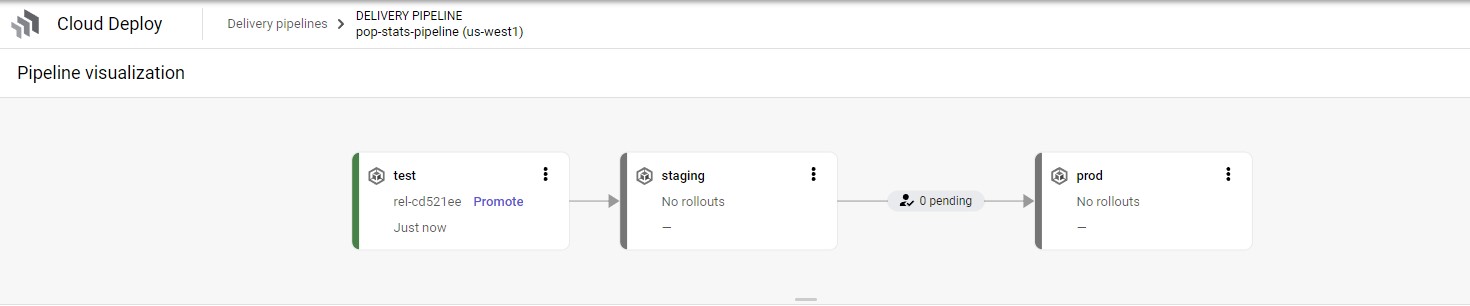 Cloud Deploy
Delivery pipelines
DELIVERY PIPELINE
pop-stats-pipeline (us-west1)
Pipeline visualization
test
rel-cd521ee Promote
Just now
staging
No rollouts
–
0 pending
prod
No rollouts
–